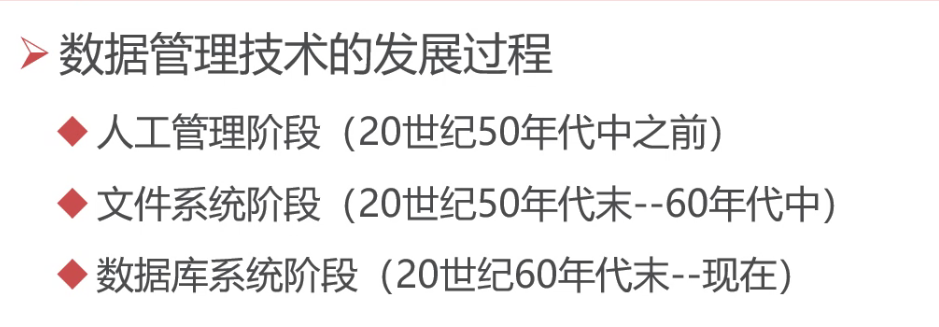 数据管理技术的发展过程
人工管理阶段（20世纪50年代中之前）
文件系统阶段（20世纪50年代末--60年代中）
数据库系统阶段（20世纪60年代末--现在）